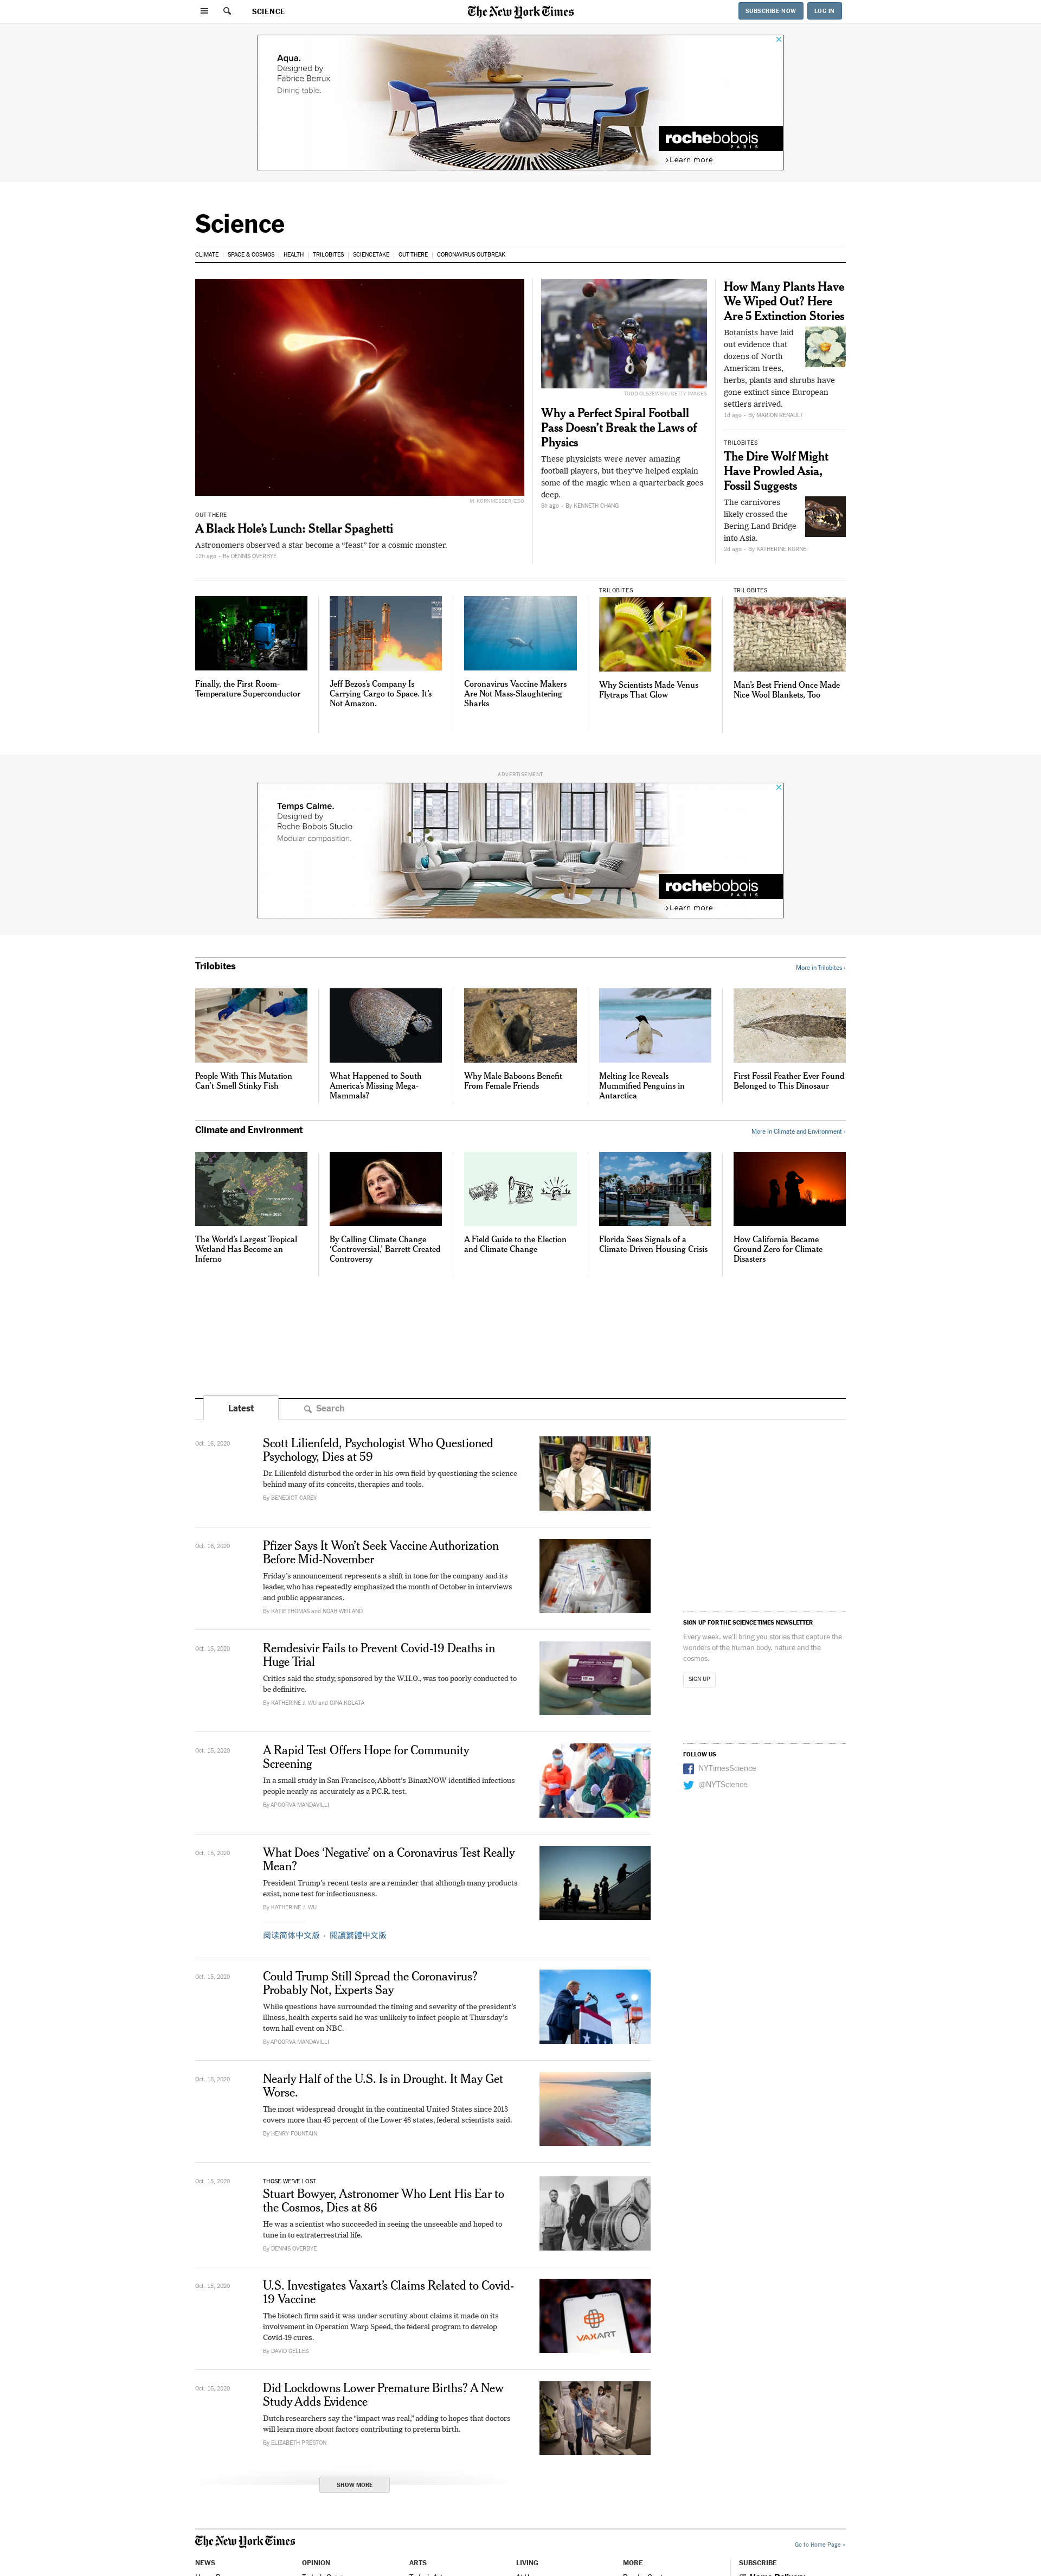 SCIENCE
The New York Times
SUBSCRIBE NOW
LOG IN
Aqua.
Designed by
Fabrice Berrux
Dining table.
rochebobois
PARIS
›Learn more
Science
CLIMATE
SPACE & COSMOS
HEALTH
TRILOBITES
SCIENCETAKE
OUT THERE
CORONAVIRUS OUTBREAK
M. KORNMESSER/ESO
OUT THERE
A Black Hole's Lunch: Stellar Spaghetti
Astronomers observed a star become a “feast” for a cosmic monster.
12h ago • By DENNIS OVERBYE
8
TODD OLSZEWSKI/GETTY IMAGES
Why a Perfect Spiral Football
Pass Doesn't Break the Laws of
Physics
These physicists were never amazing
football players, but they've helped explain
some of the magic when a quarterback goes
deep.
8h ago • By KENNETH CHANG
How Many Plants Have
We Wiped Out? Here
Are 5 Extinction Stories
Botanists have laid
out evidence that
dozens of North
American trees,
herbs, plants and shrubs have
gone extinct since European
settlers arrived.
1d ago • By MARION RENAULT
TRILOBITES
The Dire Wolf Might
Have Prowled Asia,
Fossil Suggests
The carnivores
likely crossed the
Bering Land Bridge
into Asia.
2d ago • By KATHERINE KORNEI
Finally, the First Room-
Temperature Superconductor
Jeff Bezos's Company Is
Carrying Cargo to Space. It's
Not Amazon.
Coronavirus Vaccine Makers
Are Not Mass-Slaughtering
Sharks
TRILOBITES
Why Scientists Made Venus
Flytraps That Glow
TRILOBITES
Man's Best Friend Once Made
Nice Wool Blankets, Too
ADVERTISEMENT
Temps Calme.
Designed by
Roche Bobois Studio
Modular composition.
rochebobois
PARIS
›Learn more
Trilobites
More in Trilobites ›
People With This Mutation
Can't Smell Stinky Fish
What Happened to South
America's Missing Mega-
Mammals?
Why Male Baboons Benefit
From Female Friends
Melting Ice Reveals
Mummified Penguins in
Antarctica
First Fossil Feather Ever Found
Belonged to This Dinosaur
Climate and Environment
More in Climate and Environment ›
The World's Largest Tropical
Wetland Has Become an
Inferno
By Calling Climate Change
‘Controversial,’ Barrett Created
Controversy
A Field Guide to the Election
and Climate Change
Florida Sees Signals of a
Climate-Driven Housing Crisis
How California Became
Ground Zero for Climate
Disasters
Latest
Search
Oct. 16, 2020
Scott Lilienfeld, Psychologist Who Questioned
Psychology, Dies at 59
Dr. Lilienfeld disturbed the order in his own field by questioning the science
behind many of its conceits, therapies and tools.
By BENEDICT CAREY
Oct. 16, 2020
Pfizer Says It Won't Seek Vaccine Authorization
Before Mid-November
Friday's announcement represents a shift in tone for the company and its
leader, who has repeatedly emphasized the month of October in interviews
and public appearances.
By KATIE THOMAS and NOAH WEILAND
SIGN UP FOR THE SCIENCE TIMES NEWSLETTER
Every week, we'll bring you stories that capture the
wonders of the human body, nature and the
cosmos.
SIGN UP
Oct. 15, 2020
Remdesivir Fails to Prevent Covid-19 Deaths in
Huge Trial
Critics said the study, sponsored by the W.H.O., was too poorly conducted to
be definitive.
By KATHERINE J. WU and GINA KOLATA
FOLLOW US
NYTimesScience
@NYTScience
Oct. 15, 2020
A Rapid Test Offers Hope for Community
Screening
In a small study in San Francisco, Abbott's BinaxNOW identified infectious
people nearly as accurately as a P.C.R. test.
By APOORVA MANDAVILLI
Oct. 15, 2020
What Does ‘Negative’ on a Coronavirus Test Really
Mean?
President Trump's recent tests are a reminder that although many products
exist, none test for infectiousness.
By KATHERINE J. WU
阅读简体中文版 • 閱讀繁體中文版
Oct. 15, 2020
Could Trump Still Spread the Coronavirus?
Probably Not, Experts Say
While questions have surrounded the timing and severity of the president's
illness, health experts said he was unlikely to infect people at Thursday's
town hall event on NBC.
By APOORVA MANDAVILLI
Oct. 15, 2020
Nearly Half of the U.S. Is in Drought. It May Get
Worse.
The most widespread drought in the continental United States since 2013
covers more than 45 percent of the Lower 48 states, federal scientists said.
By HENRY FOUNTAIN
Oct. 15, 2020
THOSE WE'VE LOST
Stuart Bowyer, Astronomer Who Lent His Ear to
the Cosmos, Dies at 86
He was a scientist who succeeded in seeing the unseeable and hoped to
tune in to extraterrestrial life.
By DENNIS OVERBYE
Oct. 15, 2020
U.S. Investigates Vaxart's Claims Related to Covid-
19 Vaccine
The biotech firm said it was under scrutiny about claims it made on its
involvement in Operation Warp Speed, the federal program to develop
Covid-19 cures.
By DAVID GELLES
VAXART
Oct. 15, 2020
Did Lockdowns Lower Premature Births? A New
Study Adds Evidence
Dutch researchers say the “impact was real,” adding to hopes that doctors
will learn more about factors contributing to preterm birth.
By ELIZABETH PRESTON
SHOW MORE
The New York Times
Go to Home Page »
NEWS
OPINION
ARTS
LIVING
MORE
SUBSCRIBE